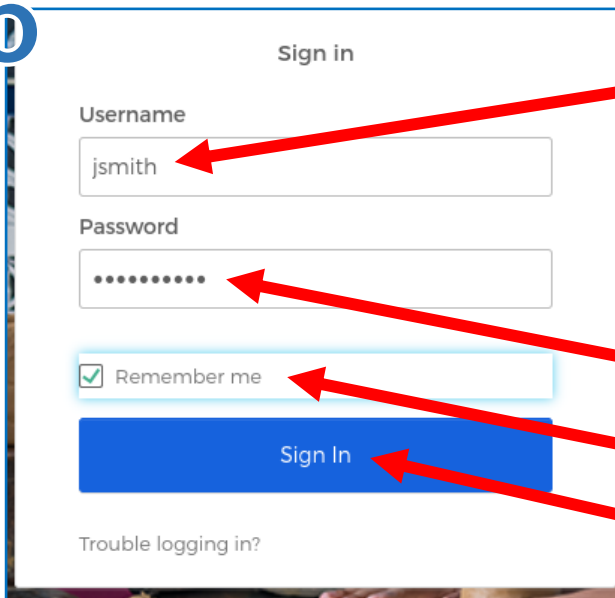 Sign in
Username
jsmith
Password
••••••••••
Remember me
Sign In
Trouble logging in?